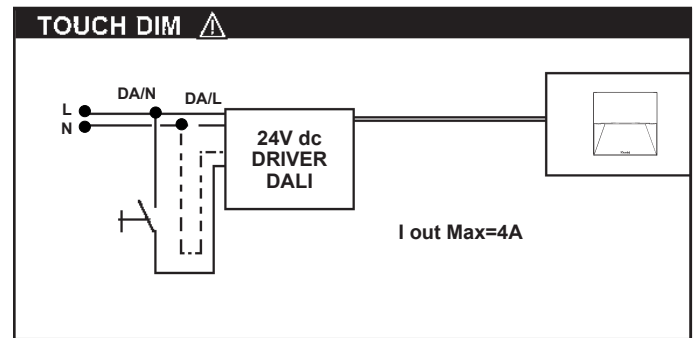 TOUCH DIM
DA/N
DA/L
L
N
24V dc
DRIVER
DALI
I out Max=4A